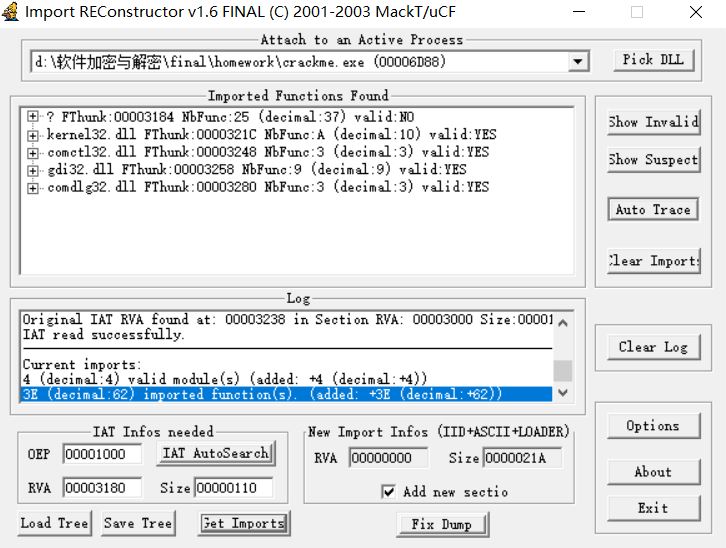 Import REConstructor v1.6 FINAL (C) 2001-2003 MackT/uCF
Attach to an Active Process
d:\软件加密与解密\final\homework\crackme.exe (00006D88)
Pick DLL
Imported Functions Found
? FThunk:00003184 NbFunc:25 (decimal:37) valid:NO
kernel32.dll FThunk:0000321C NbFunc:A (decimal:10) valid:YES
comctl32.dll FThunk:00003248 NbFunc:3 (decimal:3) valid:YES
gdi32.dll FThunk:00003258 NbFunc:9 (decimal:9) valid:YES
comdlg32.dll FThunk:00003280 NbFunc:3 (decimal:3) valid:YES
Show Invalid
Show Suspect
Auto Trace
Clear Imports
Log
Original IAT RVA found at: 00003238 in Section RVA: 00003000 Size:00001
IAT read successfully.
Current imports:
4 (decimal:4) valid module(s) (added: +4 (decimal:+4))
3E (decimal:62) imported function(s). (added: +3E (decimal:+62))
Clear Log
IAT Infos needed
OEP 00001000 IAT AutoSearch
RVA 00003180 Size 00000110
New Import Infos (IID+ASCII+LOADER)
RVA 00000000 Size 0000021A
Add new sectio
Load Tree Save Tree Get Imports Fix Dump
Options
About
Exit